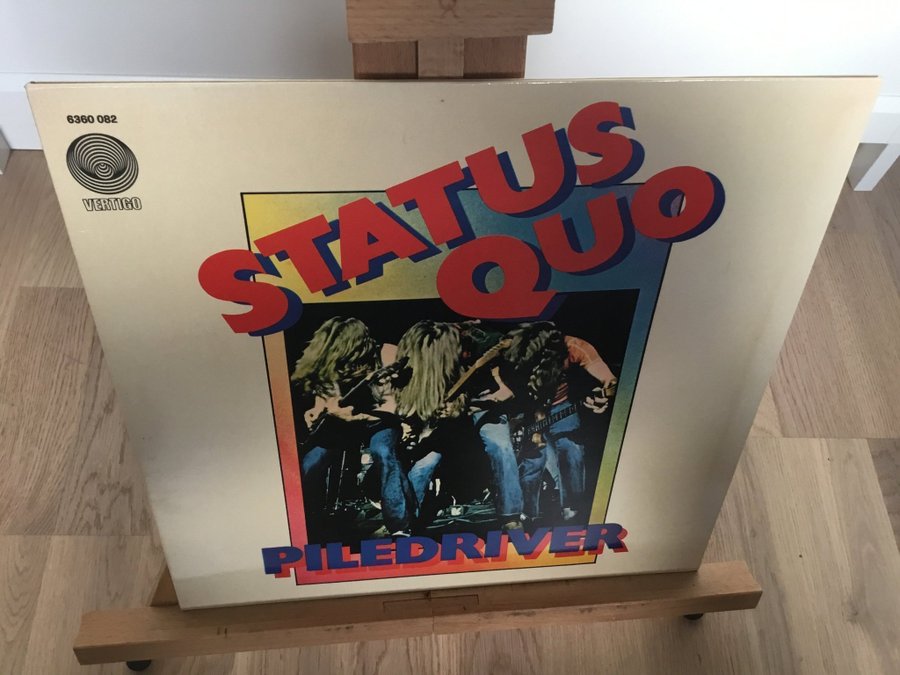 6360 082
VERTIGO
STATUS
QUO
PILEDRIVER